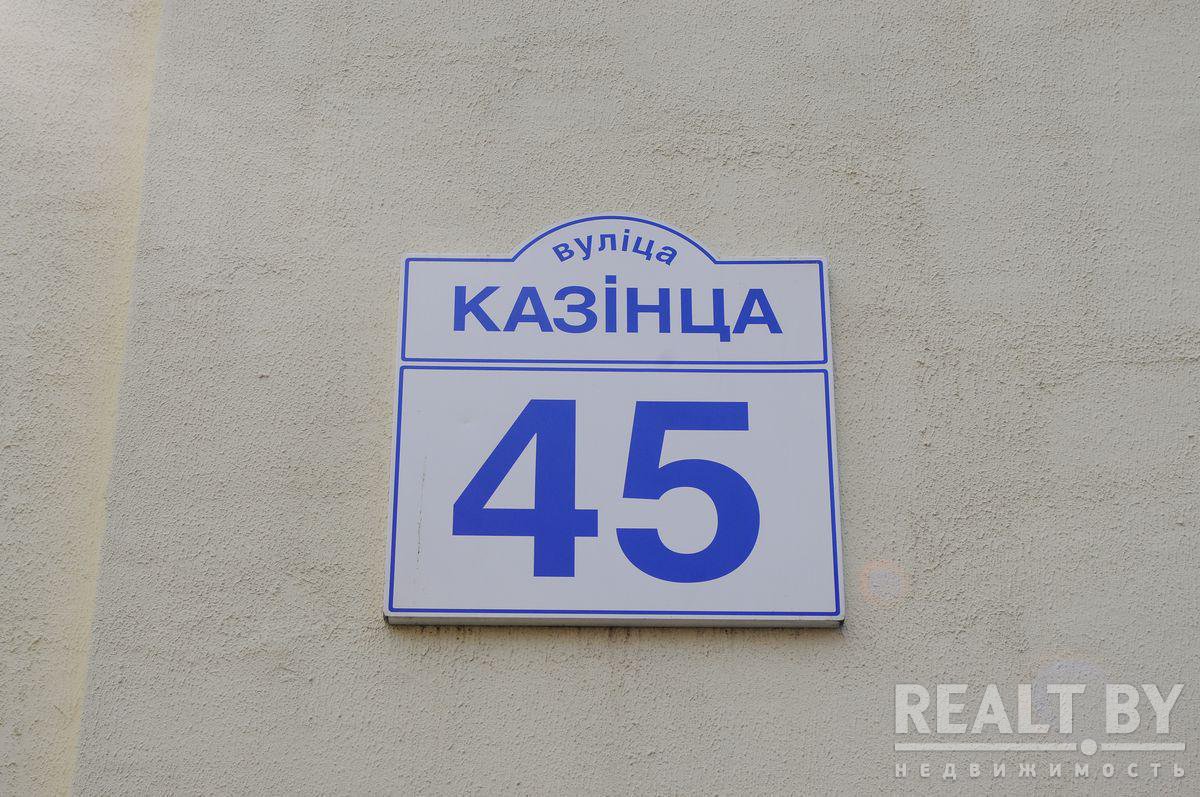 вуліца
КАЗІНЦА
45
REALT.BY
НЕДВИЖИМОСТЬ